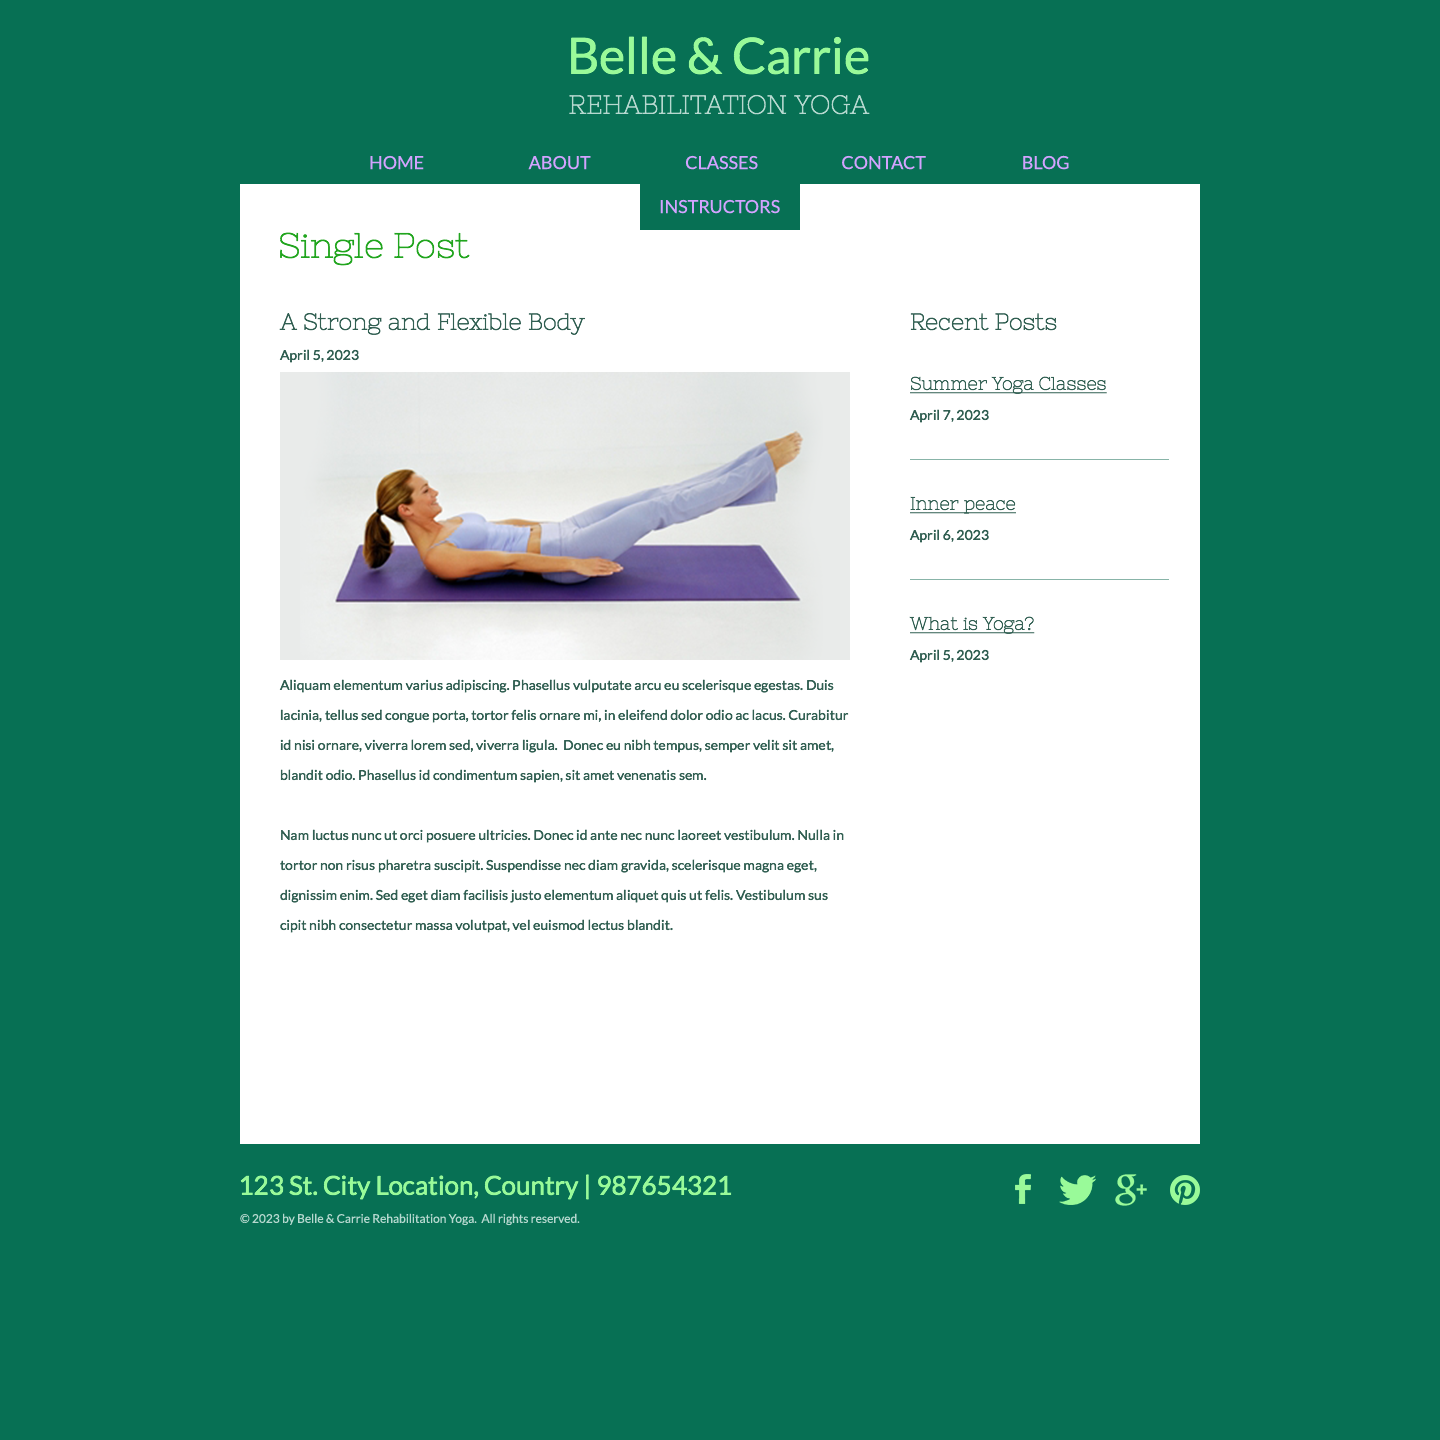 Belle & Carrie
REHABILITATION YOGA
HOME ABOUT CLASSES CONTACT BLOG
INSTRUCTORS
Single Post
A Strong and Flexible Body
April 5, 2023
Aliquam elementum varius adipiscing. Phasellus vulputate arcu eu scelerisque egestas. Duis
lacinia, tellus sed congue porta, tortor felis ornare mi, in eleifend dolor odio ac lacus. Curabitur
id nisi ornare, viverra lorem sed, viverra ligula.  Donec eu nibh tempus, semper velit sit amet,
blandit odio. Phasellus id condimentum sapien, sit amet venenatis sem.
Nam luctus nunc ut orci posuere ultricies. Donec id ante nec nunc laoreet vestibulum. Nulla in
tortor non risus pharetra suscipit. Suspendisse nec diam gravida, scelerisque magna eget,
dignissim enim. Sed eget diam facilisis justo elementum aliquet quis ut felis. Vestibulum sus
cipit nibh consectetur massa volutpat, vel euismod lectus blandit.
Recent Posts
Summer Yoga Classes
April 7, 2023
Inner peace
April 6, 2023
What is Yoga?
April 5, 2023
123 St. City Location, Country | 987654321
© 2023 by Belle & Carrie Rehabilitation Yoga.  All rights reserved.